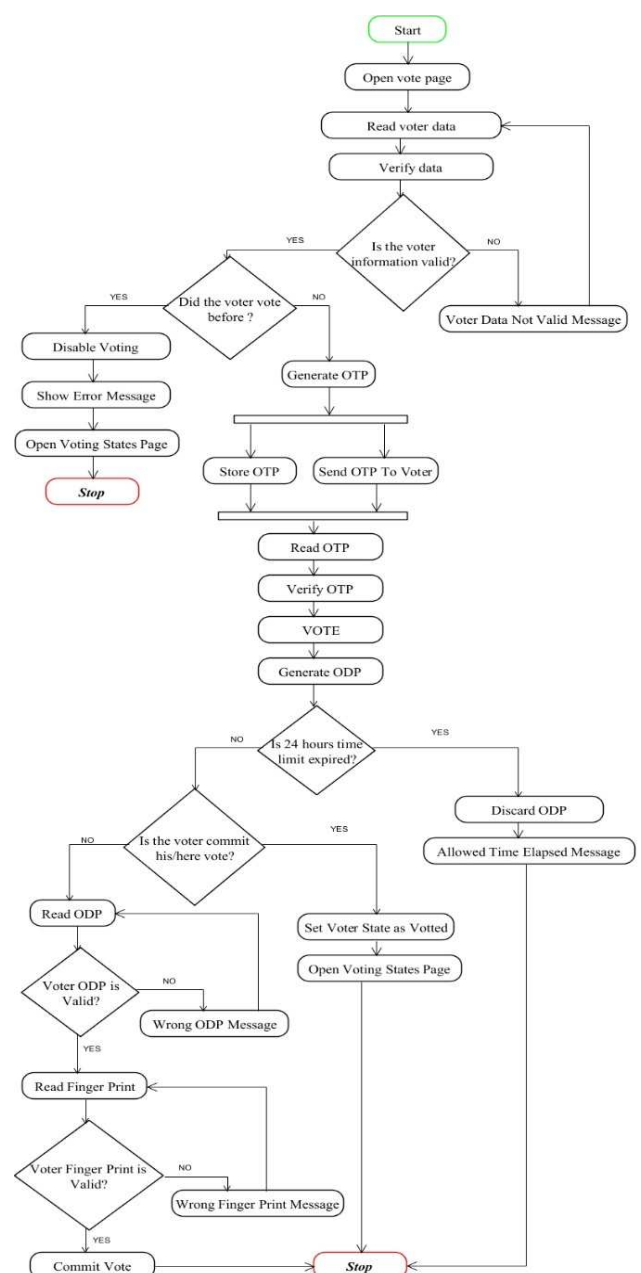 Start
Open vote page
Read voter data
Verify data
Is the voter
information valid?
YES
NO
Did the voter vote
before ?
Voter Data Not Valid Message
YES
NO
Disable Voting
Generate OTP
Show Error Message
Open Voting States Page
Store OTP
Send OTP To Voter
Stop
Read OTP
Verify OTP
VOTE
Generate ODP
Is 24 hours time
limit expired?
NO
YES
Discard ODP
Is the voter commit
his/here vote?
NO
YES
Allowed Time Elapsed Message
Read ODP
Set Voter State as Votted
Open Voting States Page
Voter ODP is
Valid?
NO
Wrong ODP Message
YES
Read Finger Print
Voter Finger Print is
Valid?
NO
Wrong Finger Print Message
YES
Commit Vote
Stop